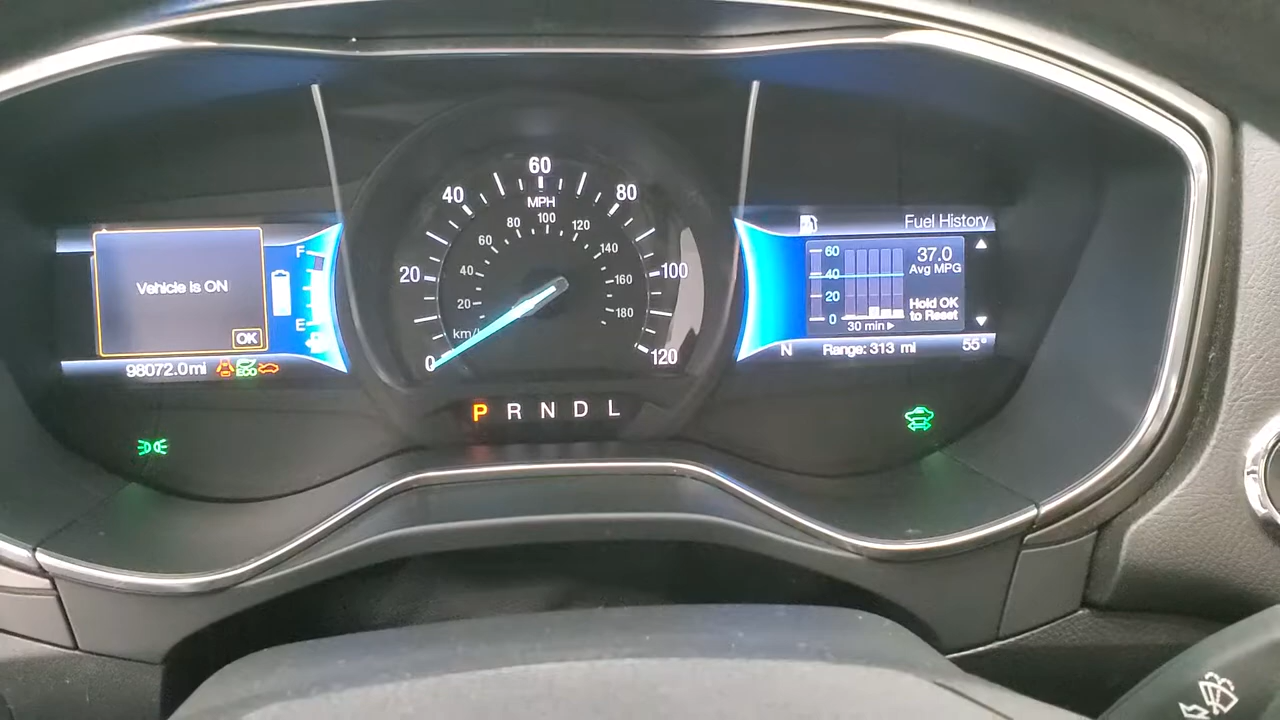 Vehicle is ON
OK
F
E
98072.0mi
ECO
60
40
80
MPH
20
100
0
120
100
80
120
60
140
40
160
20
180
km/h
P R N D L
Fuel History
60
40
20
0
30 min
37.0
Avg MPG
Hold OK
to Reset
N Range: 313 mi 55°